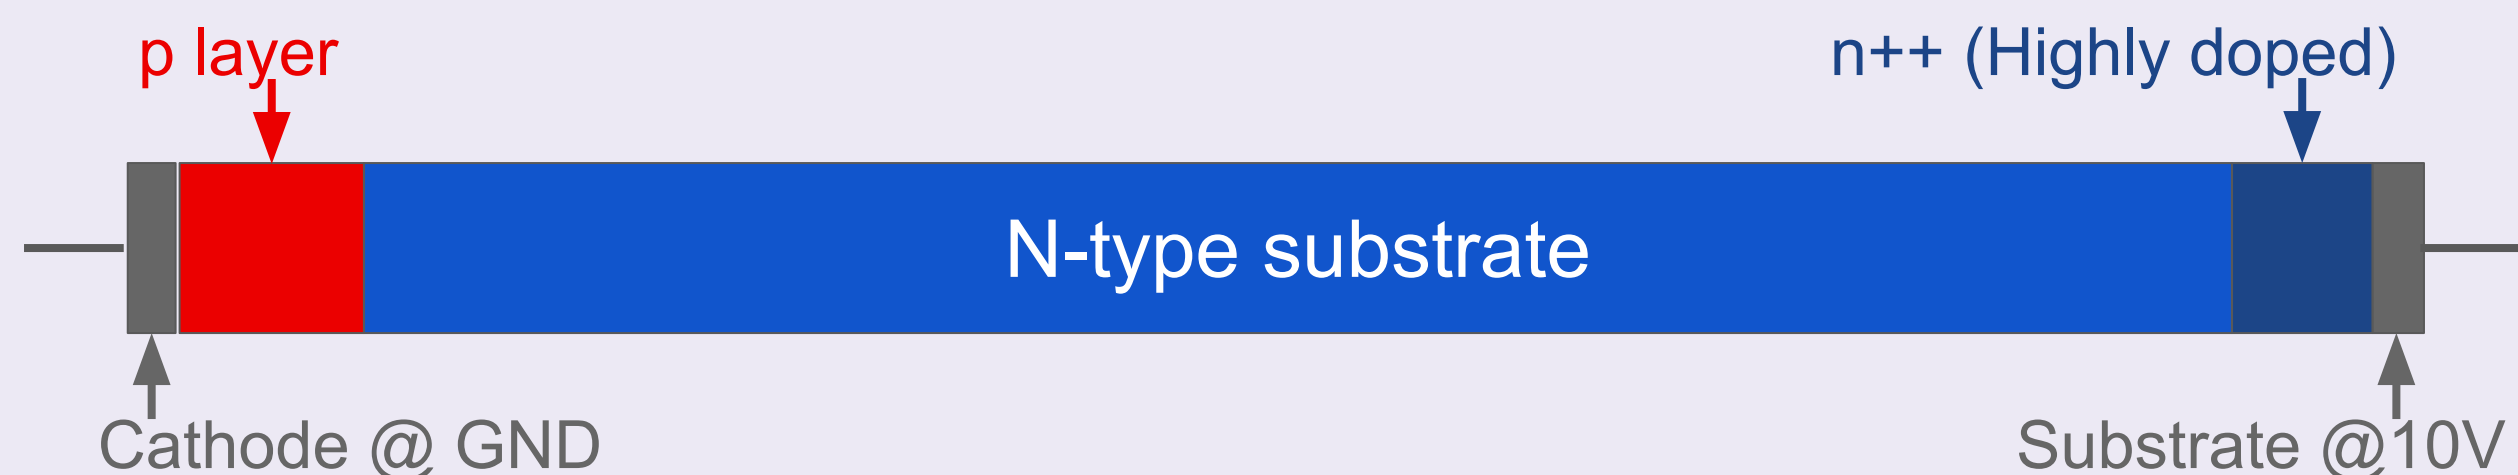 p layer
n++ (Highly doped)
N-type substrate
Cathode @ GND
Substrate @10V